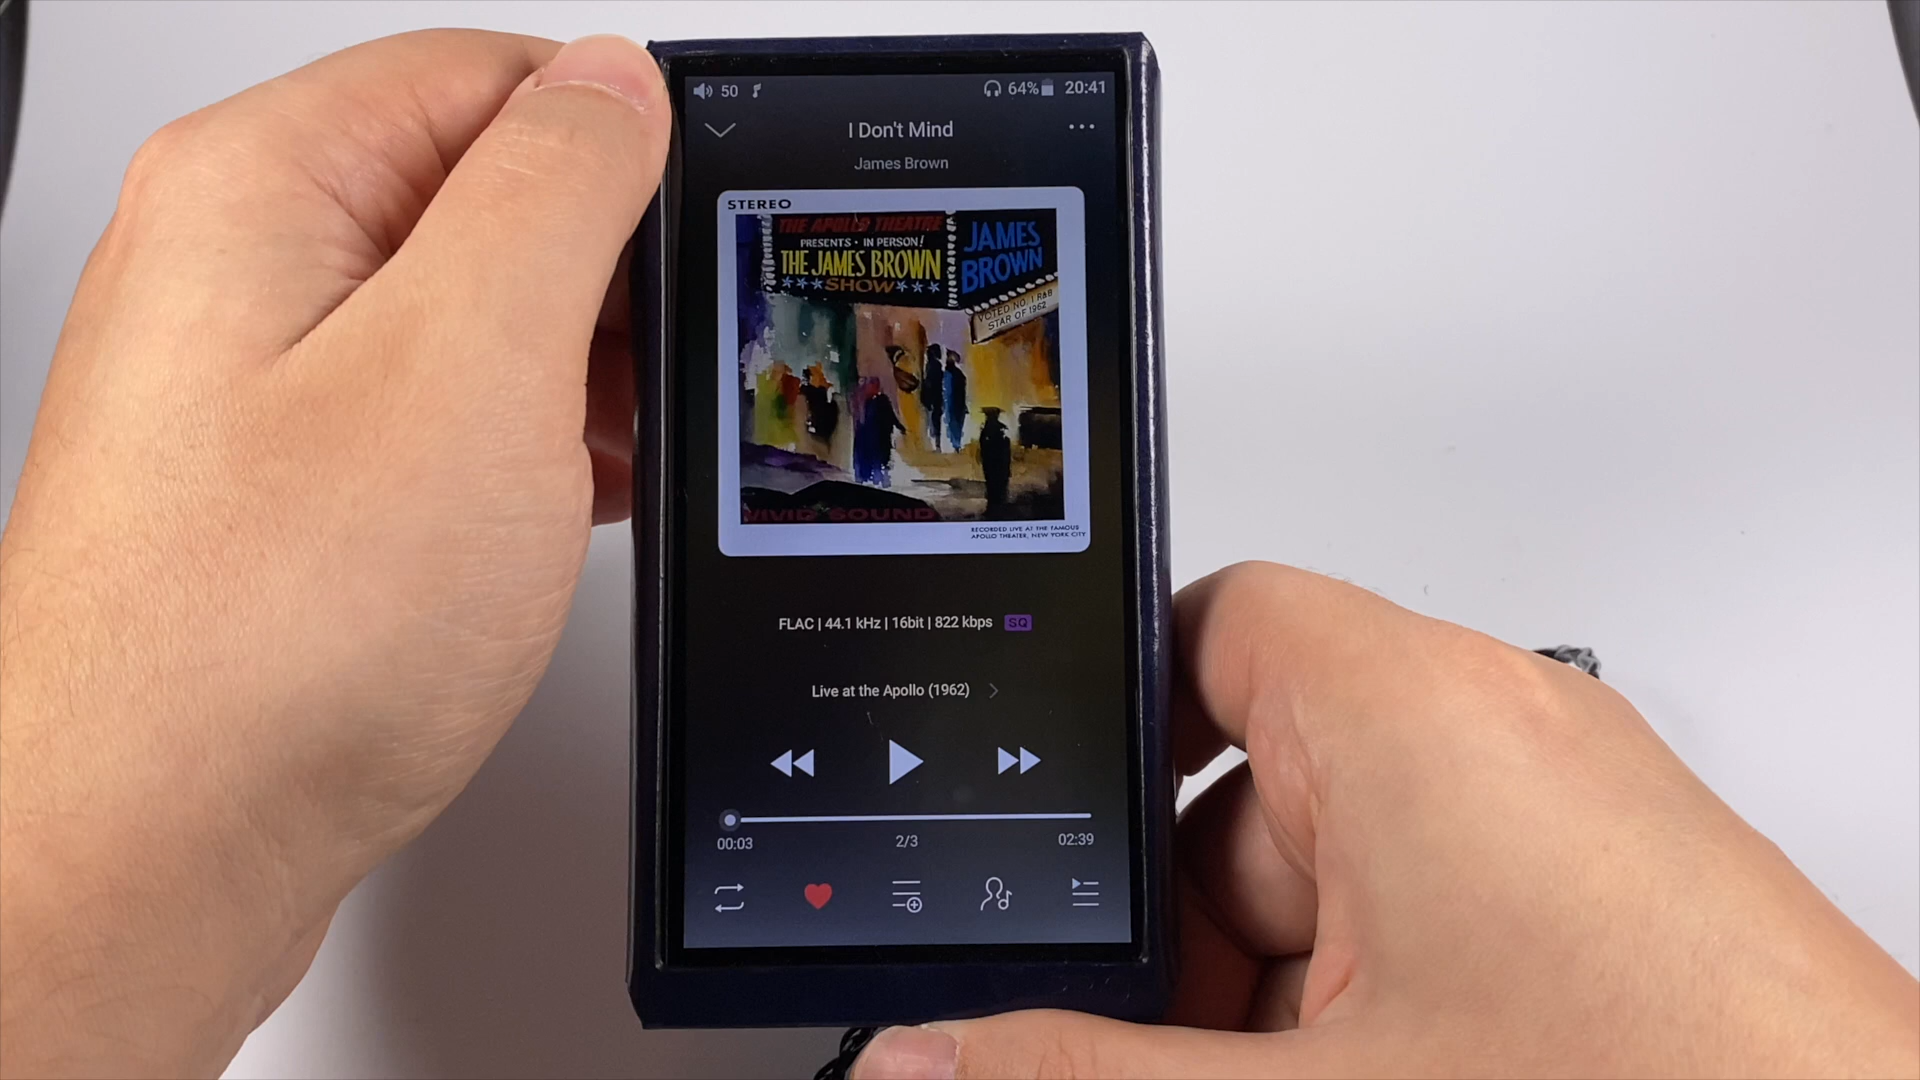 50 64% 20:41
I Don't Mind
James Brown
STEREO
THE APOLLO THEATRE
PRESENTS · IN PERSON!
THE JAMES BROWN
★★★SHOW★★★
JAMES
BROWN
VOTED NO. 1 R&B
STAR OF 1962
VIVID SOUND
RECORDED LIVE AT THE FAMOUS
APOLLO THEATER, NEW YORK CITY
FLAC | 44.1 kHz | 16bit | 822 kbps SQ
Live at the Apollo (1962)
00:03 2/3 02:39